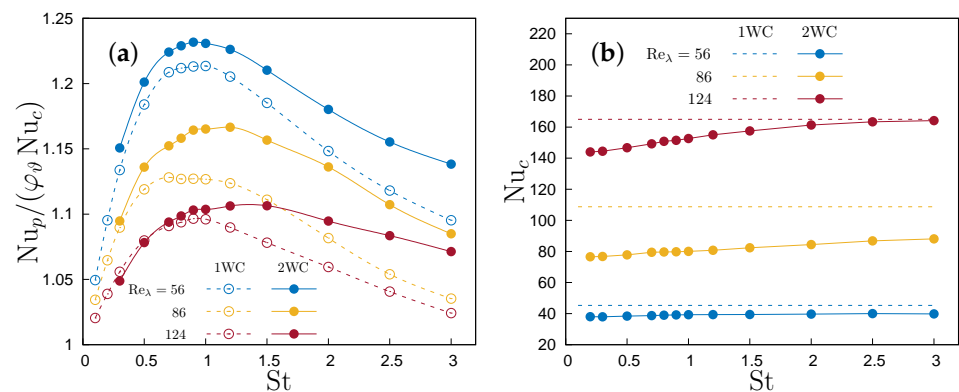 (a)
Nu_p/(φ_ϑ Nu_c)
1.25
1.2
1.15
1.1
1.05
1
0 0.5 1 1.5 2 2.5 3
St
1WC 2WC
Re_λ = 56
86
124
(b)
Nu_c
220
200
180
160
140
120
100
80
60
40
20
0 0.5 1 1.5 2 2.5 3
St
1WC 2WC
Re_λ = 56
86
124